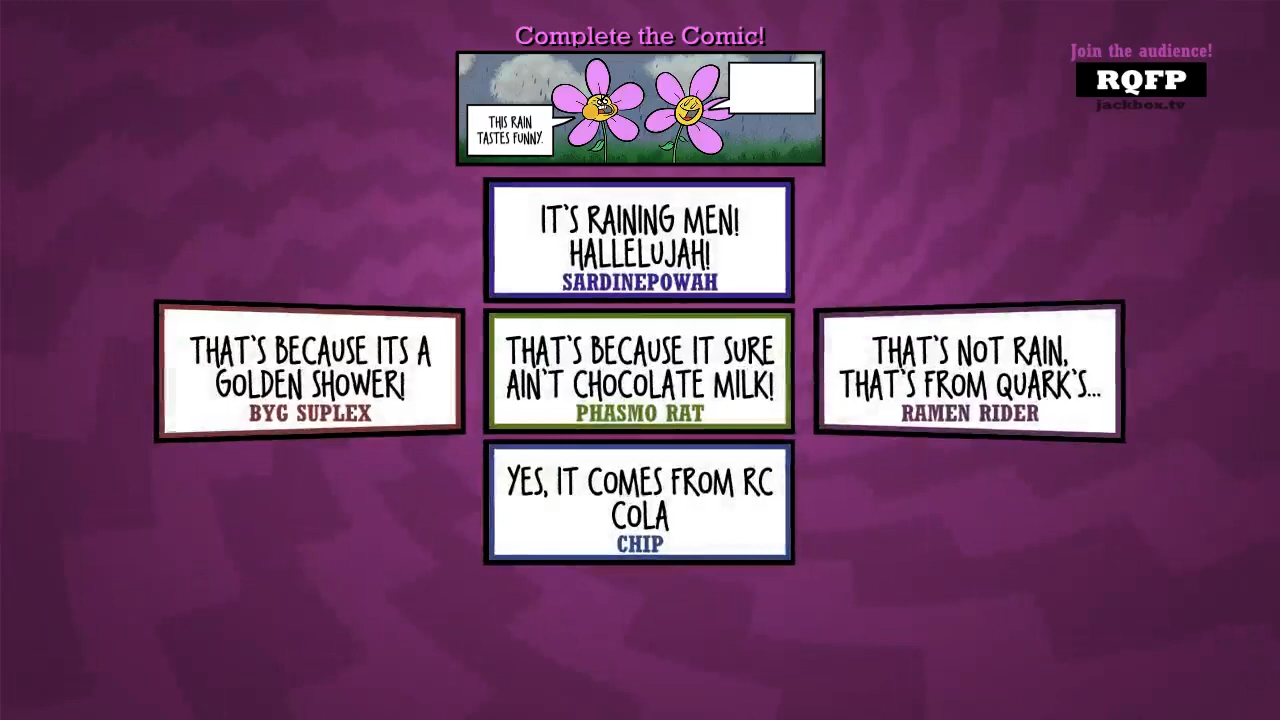 Complete the Comic!
Join the audience!
RQFP
jackbox.tv
THIS RAIN
TASTES FUNNY.
IT'S RAINING MEN!
HALLELUJAH!
SARDINEPOWAH
THAT'S BECAUSE ITS A
GOLDEN SHOWER!
BYG SUPLEX
THAT'S BECAUSE IT SURE
AIN'T CHOCOLATE MILK!
PHASMO RAT
THAT'S NOT RAIN,
THAT'S FROM QUARK'S...
RAMEN RIDER
YES, IT COMES FROM RC
COLA
CHIP